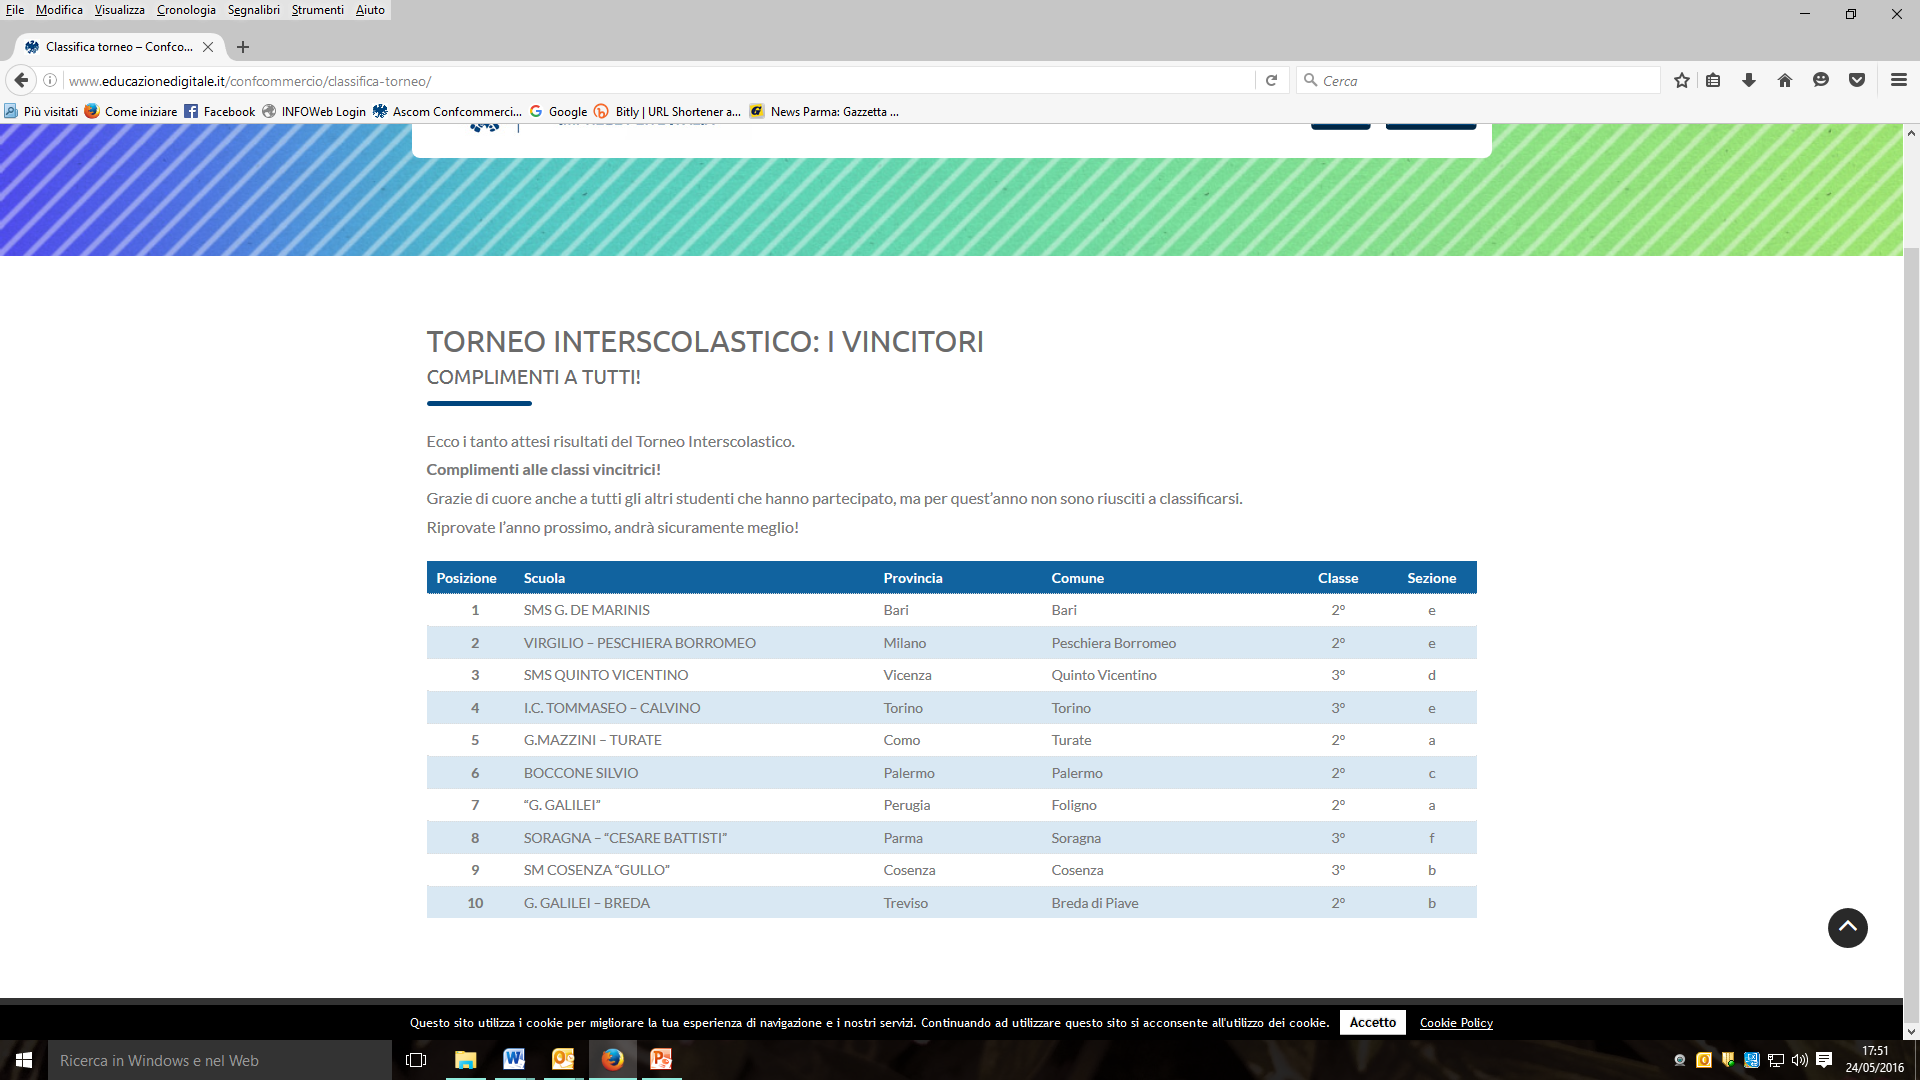 File Modifica Visualizza Cronologia Segnalibri Strumenti Aiuto
Classifica torneo – Confco...
www.educazionedigitale.it/confcommercio/classifica-torneo/
Cerca
Più visitati Come iniziare Facebook INFOWeb Login Ascom Confcommerci... Google Bitly | URL Shortener a... News Parma: Gazzetta ...
TORNEO INTERSCOLASTICO: I VINCITORI
COMPLIMENTI A TUTTI!
Ecco i tanto attesi risultati del Torneo Interscolastico.
Complimenti alle classi vincitrici!
Grazie di cuore anche a tutti gli altri studenti che hanno partecipato, ma per quest’anno non sono riusciti a classificarsi.
Riprovate l’anno prossimo, andrà sicuramente meglio!
Posizione Scuola Provincia Comune Classe Sezione
1 SMS G. DE MARINIS Bari Bari 2° e
2 VIRGILIO – PESCHIERA BORROMEO Milano Peschiera Borromeo 2° e
3 SMS QUINTO VICENTINO Vicenza Quinto Vicentino 3° d
4 I.C. TOMMASEO – CALVINO Torino Torino 3° e
5 G.MAZZINI – TURATE Como Turate 2° a
6 BOCCONE SILVIO Palermo Palermo 2° c
7 “G. GALILEI” Perugia Foligno 2° a
8 SORAGNA – “CESARE BATTISTI” Parma Soragna 3° f
9 SM COSENZA “GULLO” Cosenza Cosenza 3° b
10 G. GALILEI – BREDA Treviso Breda di Piave 2° b
Questo sito utilizza i cookie per migliorare la tua esperienza di navigazione e i nostri servizi. Continuando ad utilizzare questo sito si acconsente all'utilizzo dei cookie. Accetto Cookie Policy
Ricerca in Windows e nel Web
17:51
24/05/2016